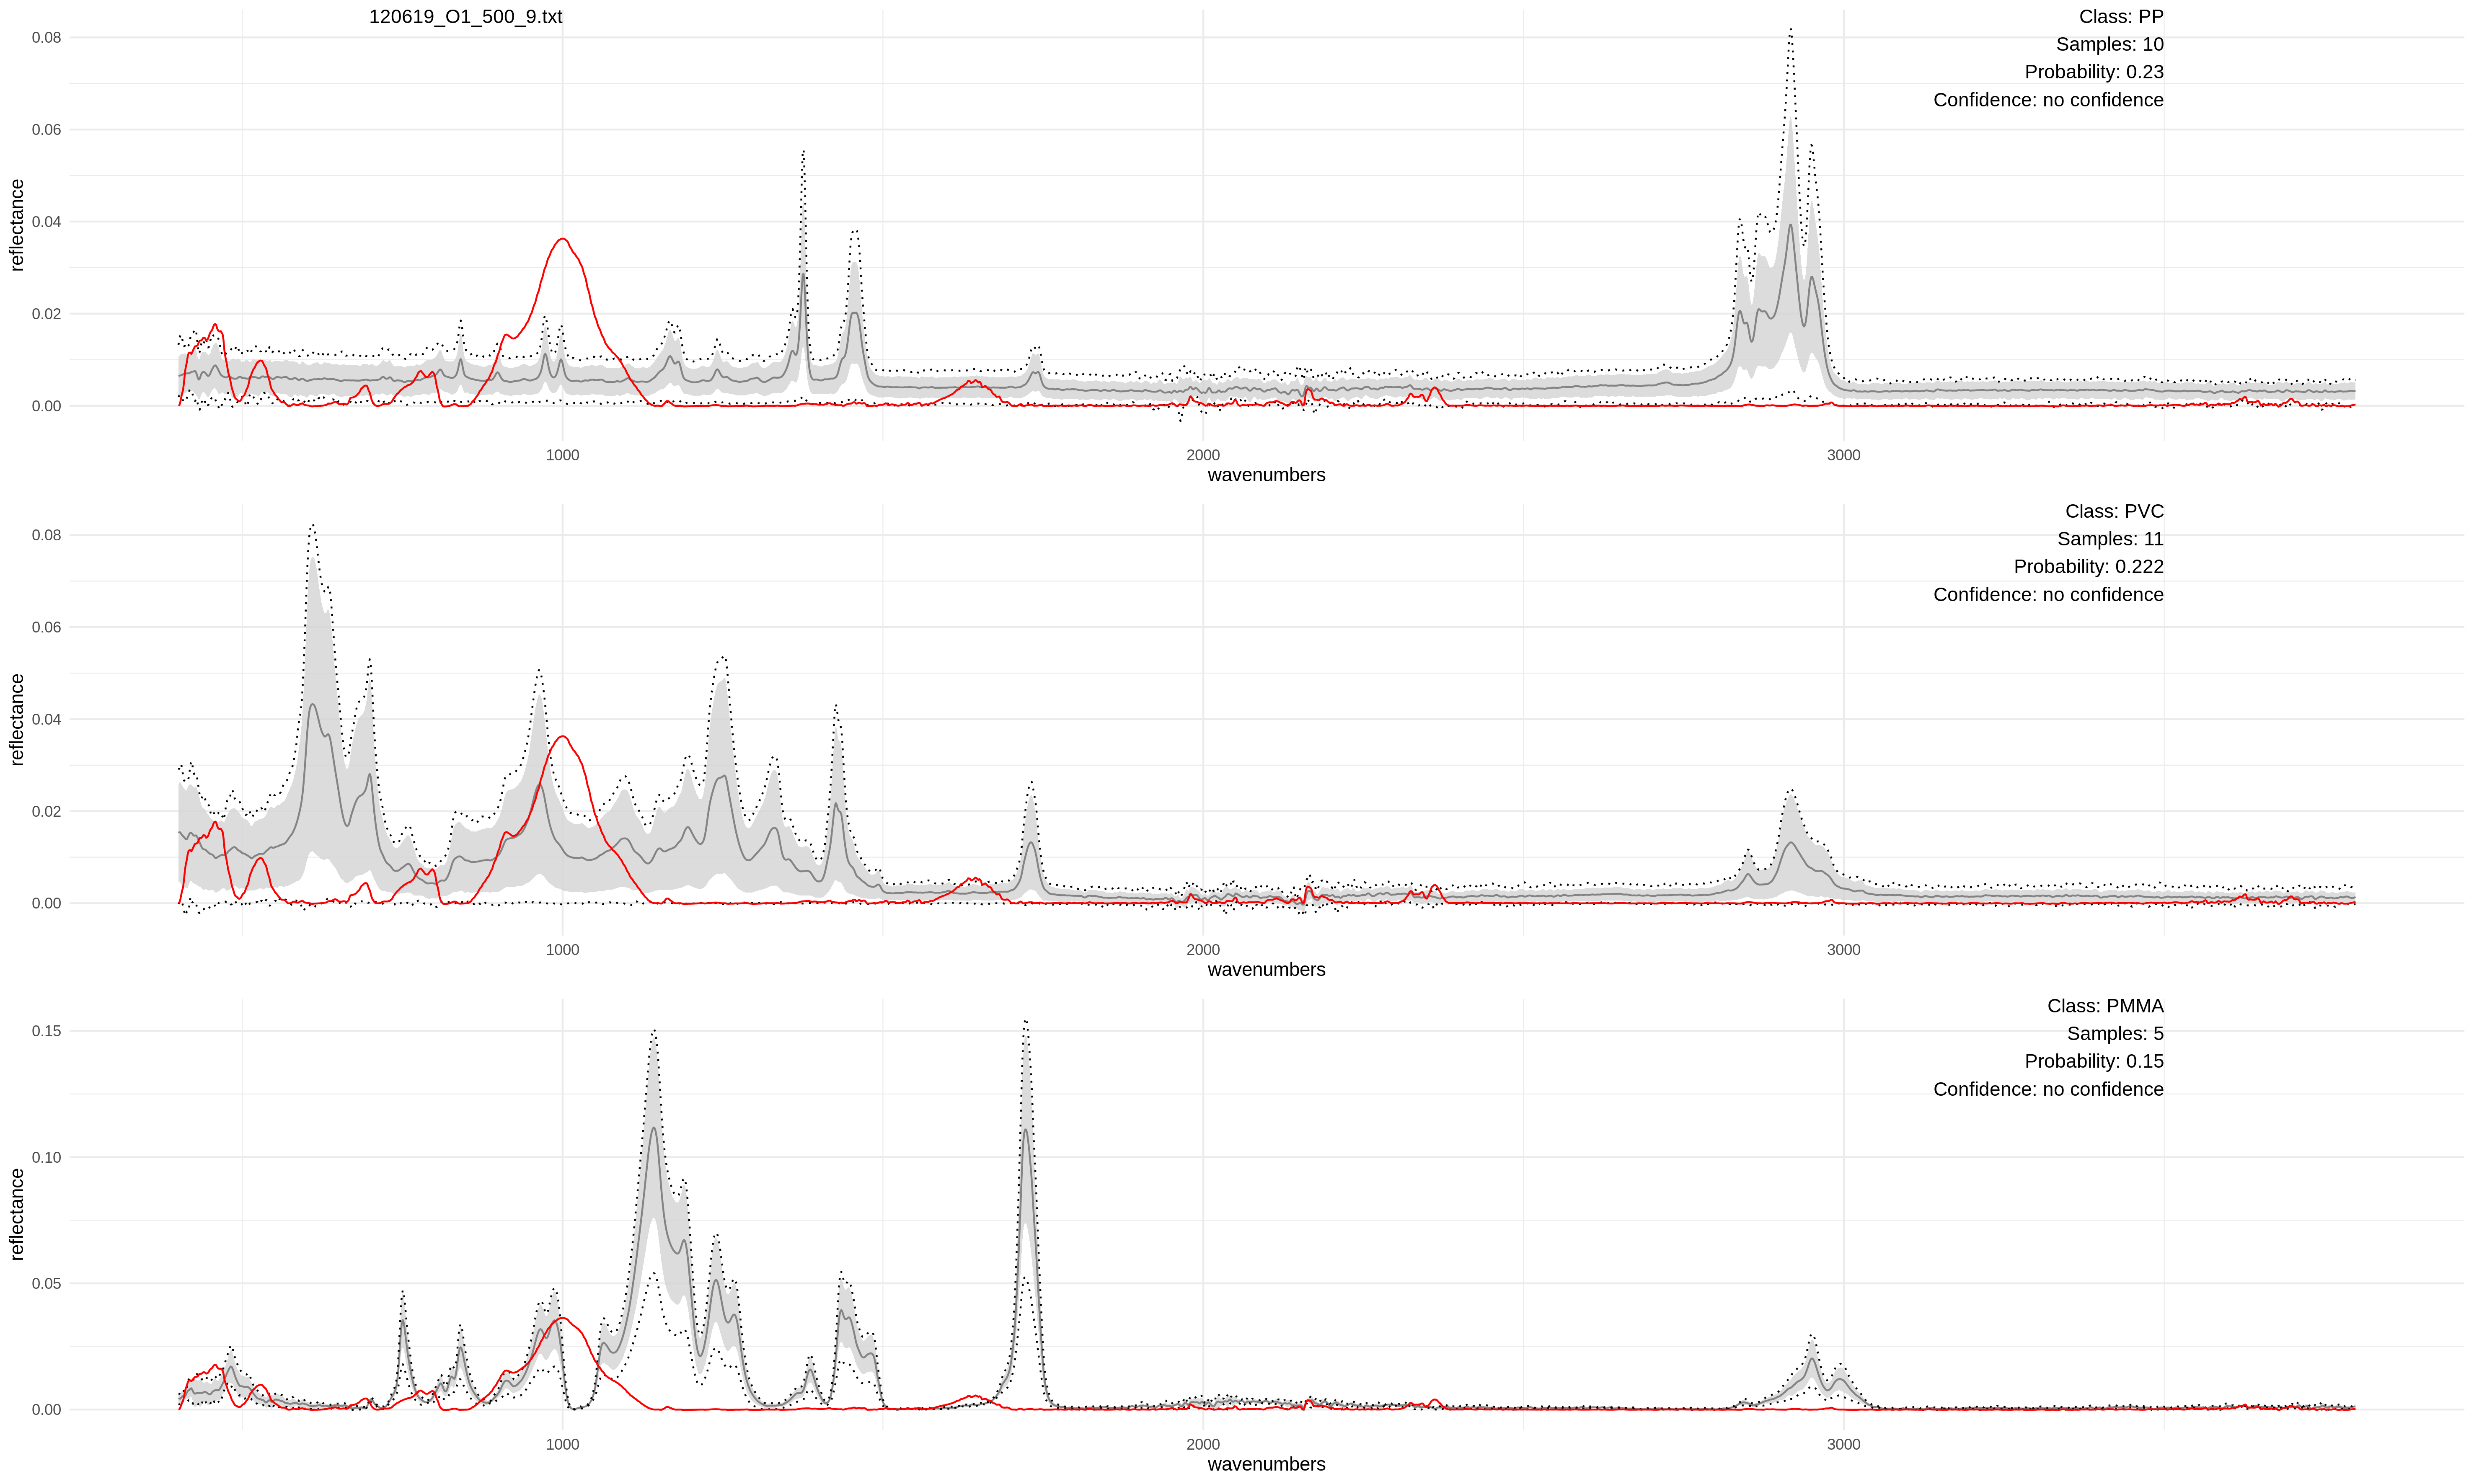 120619_O1_500_9.txt
Class: PP
Samples: 10
Probability: 0.23
Confidence: no confidence
reflectance
0.08
0.06
0.04
0.02
0.00
1000
2000
3000
wavenumbers
Class: PVC
Samples: 11
Probability: 0.222
Confidence: no confidence
reflectance
0.08
0.06
0.04
0.02
0.00
1000
2000
3000
wavenumbers
Class: PMMA
Samples: 5
Probability: 0.15
Confidence: no confidence
reflectance
0.15
0.10
0.05
0.00
1000
2000
3000
wavenumbers